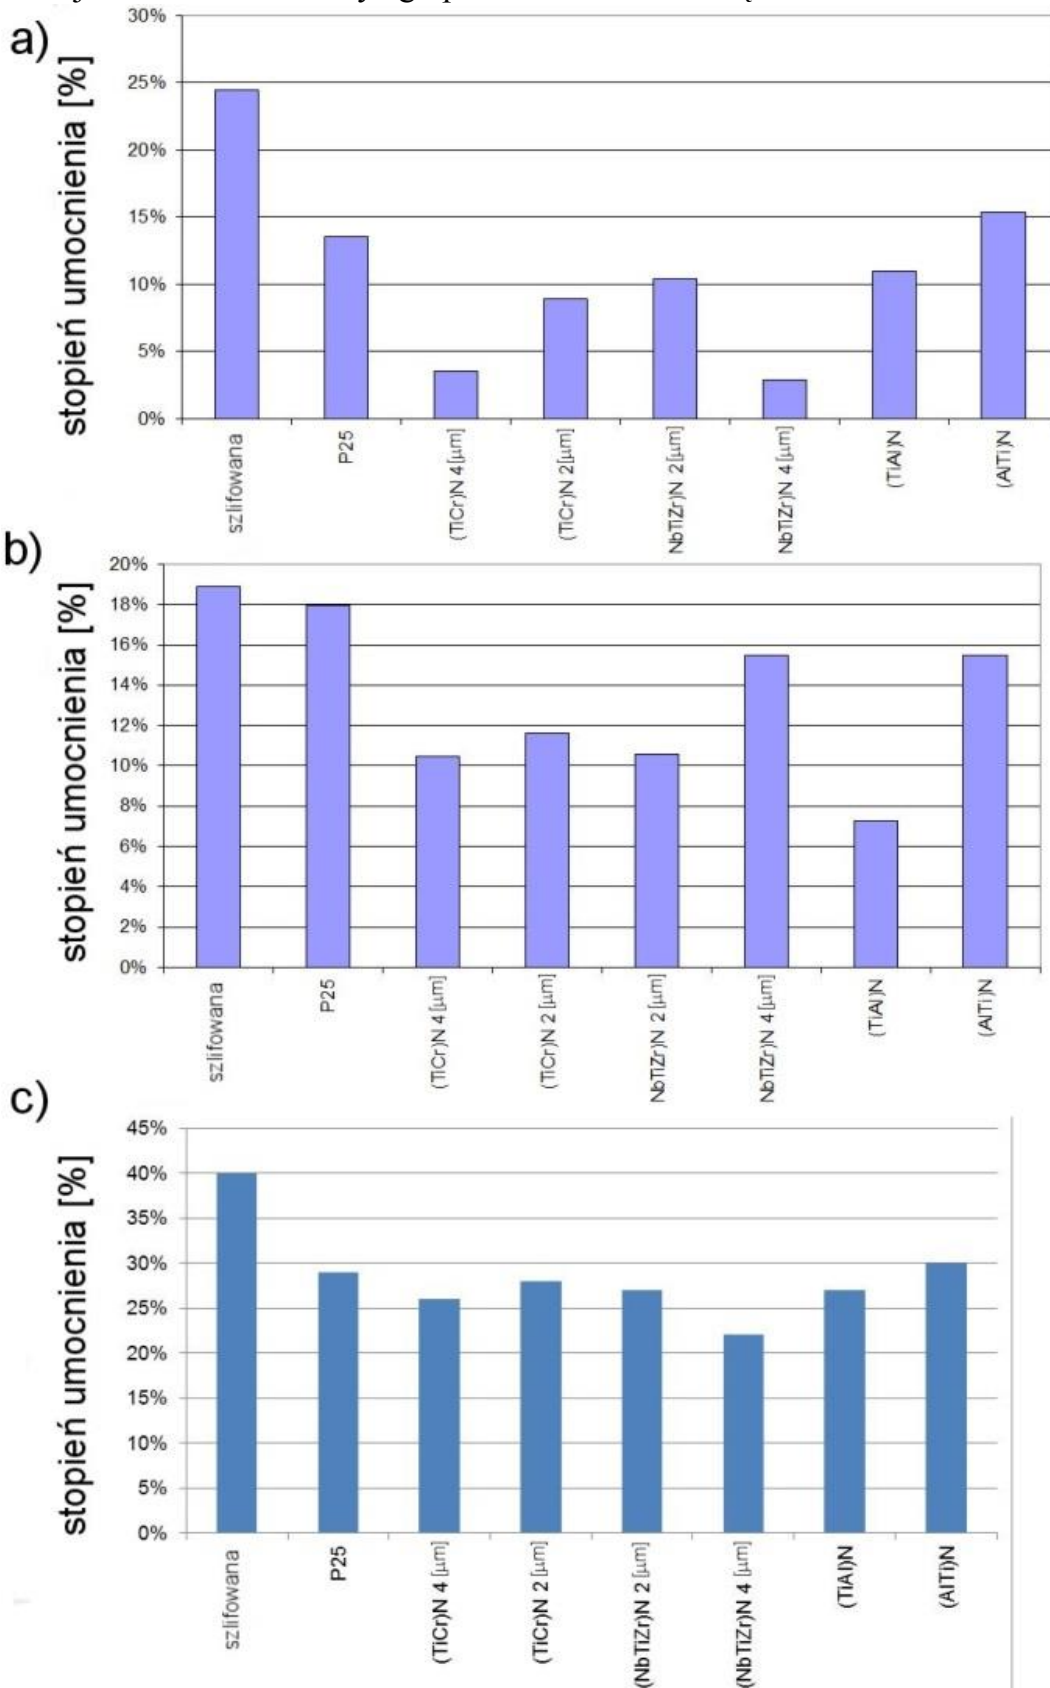 a)
stopień umocnienia [%]
30%
25%
20%
15%
10%
5%
0%
szlifowana
P25
(TiCr)N 4 [μm]
(TiCr)N 2 [μm]
NbTiZr)N 2 [μm]
NbTiZr)N 4 [μm]
(TiAl)N
(AlTi)N
b)
stopień umocnienia [%]
20%
18%
16%
14%
12%
10%
8%
6%
4%
2%
0%
szlifowana
P25
(TiCr)N 4 [μm]
(TiCr)N 2 [μm]
NbTiZr)N 2 [μm]
NbTiZr)N 4 [μm]
(TiAl)N
(AlTi)N
c)
stopień umocnienia [%]
45%
40%
35%
30%
25%
20%
15%
10%
5%
0%
szlifowana
P25
(TiCr)N 4 [μm]
(TiCr)N 2 [μm]
(NbTiZr)N 2 [μm]
(NbTiZr)N 4 [μm]
(TiAl)N
(AlTi)N